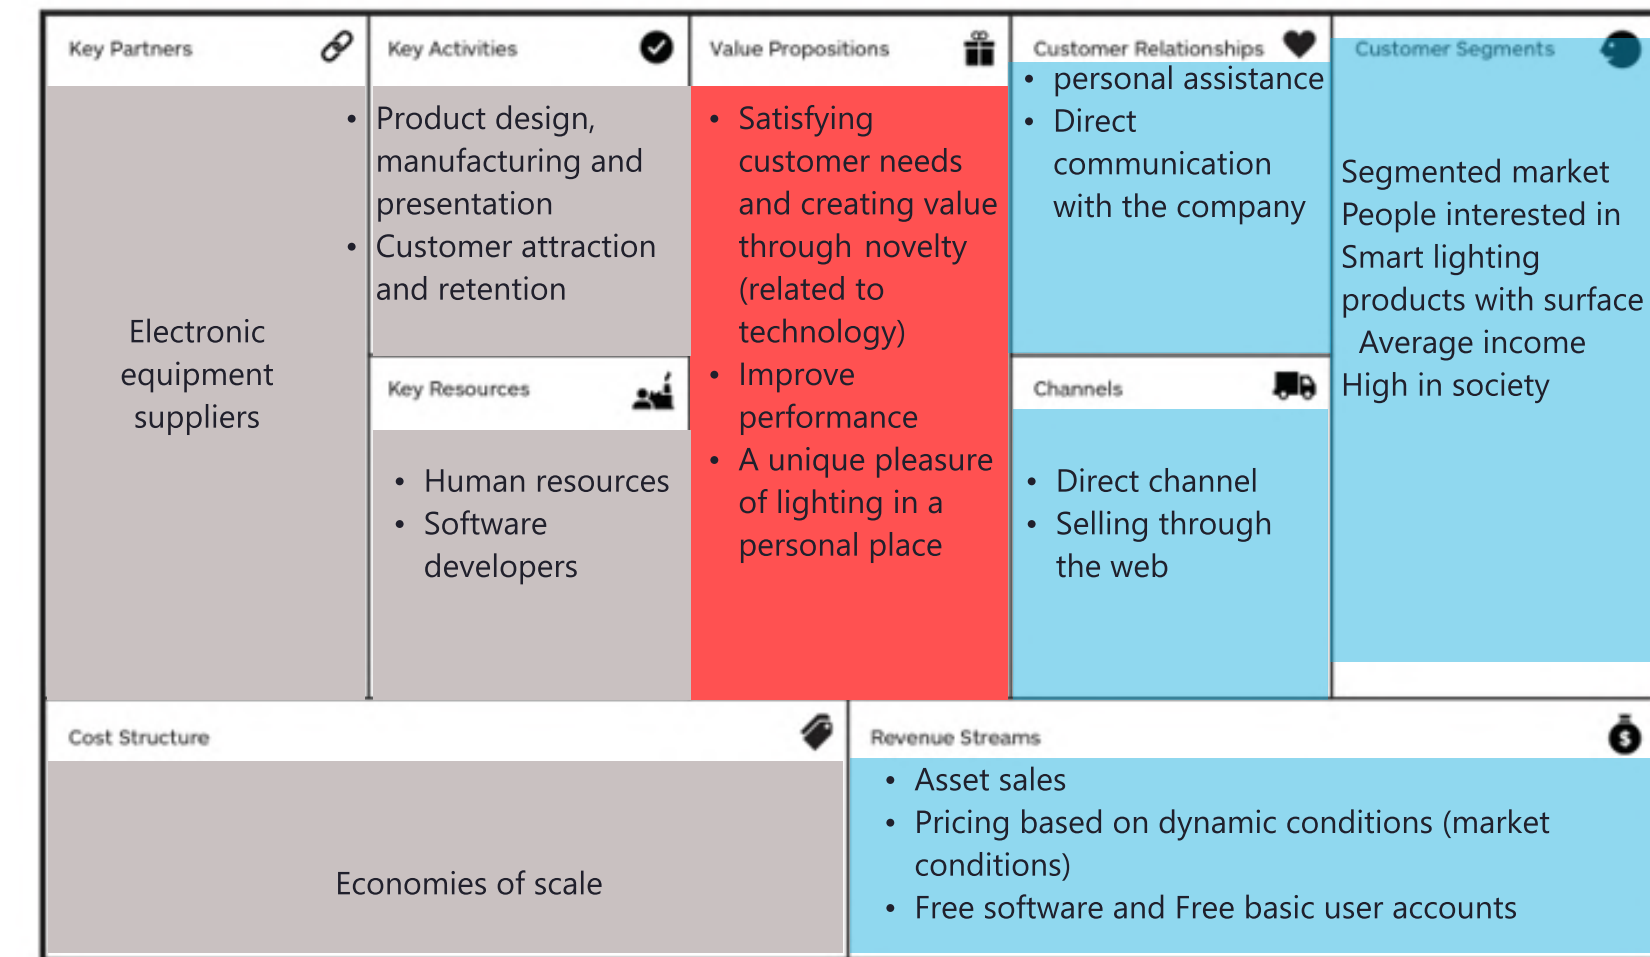 Key Partners
Electronic
equipment
suppliers
Key Activities
• Product design,
manufacturing and
presentation
• Customer attraction
and retention
Key Resources
• Human resources
• Software
developers
Value Propositions
• Satisfying
customer needs
and creating value
through novelty
(related to
technology)
• Improve
performance
• A unique pleasure
of lighting in a
personal place
Customer Relationships
• personal assistance
• Direct
communication
with the company
Channels
• Direct channel
• Selling through
the web
Customer Segments
Segmented market
People interested in
Smart lighting
products with surface
Average income
High in society
Cost Structure
Economies of scale
Revenue Streams
• Asset sales
• Pricing based on dynamic conditions (market
conditions)
• Free software and Free basic user accounts